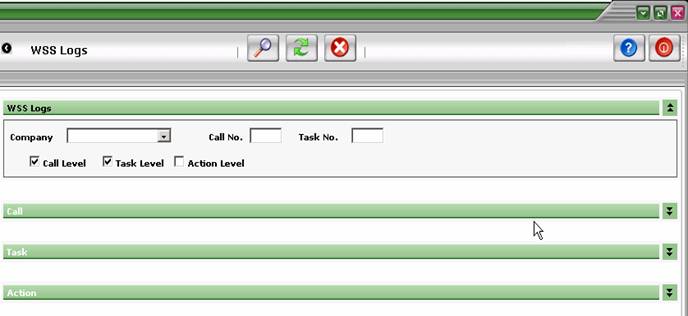 WSS Logs
WSS Logs
Company Call No. Task No.
Call Level Task Level Action Level
Call
Task
Action